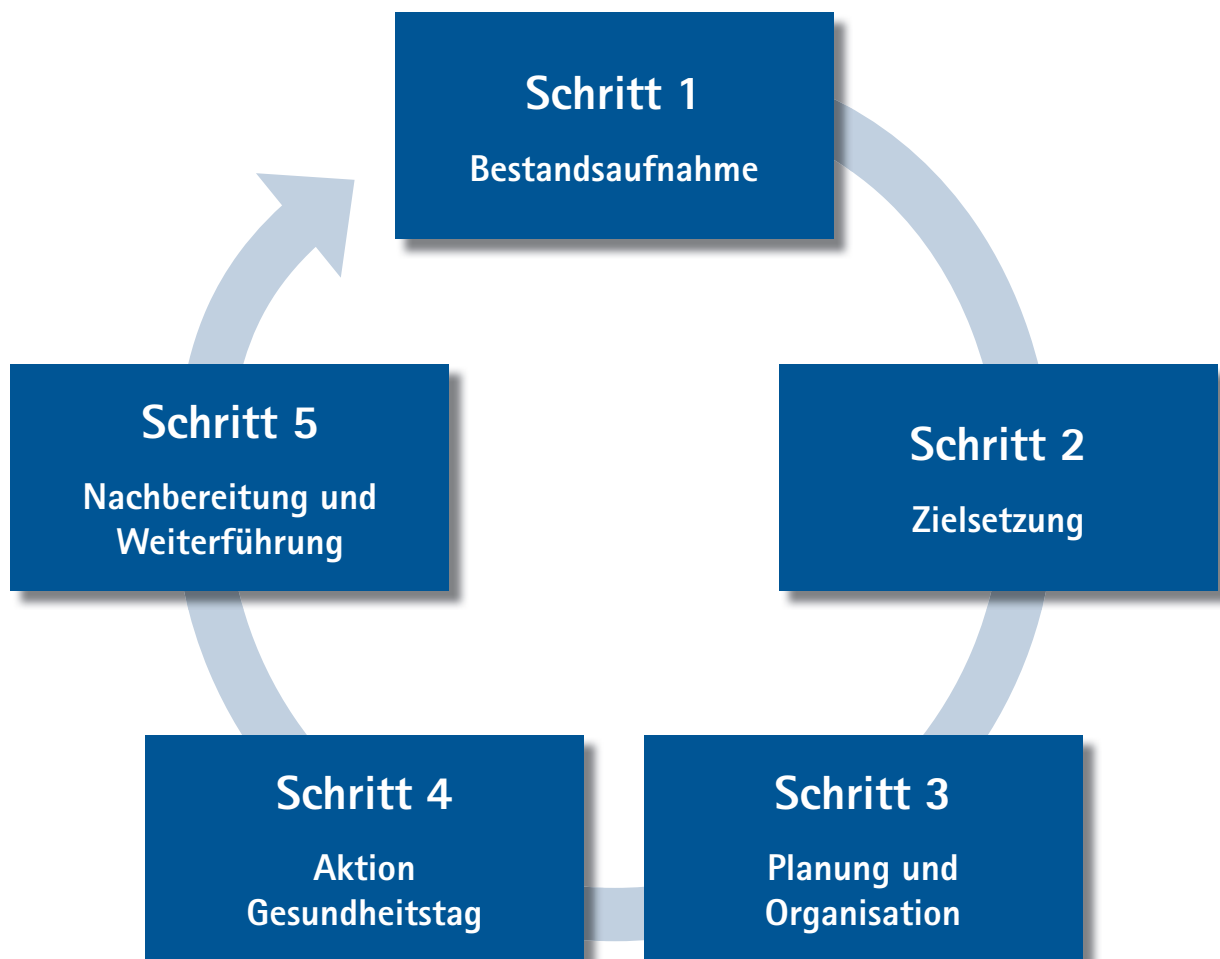 Schritt 1
Bestandsaufnahme
Schritt 2
Zielsetzung
Schritt 3
Planung und
Organisation
Schritt 4
Aktion
Gesundheitstag
Schritt 5
Nachbereitung und
Weiterführung